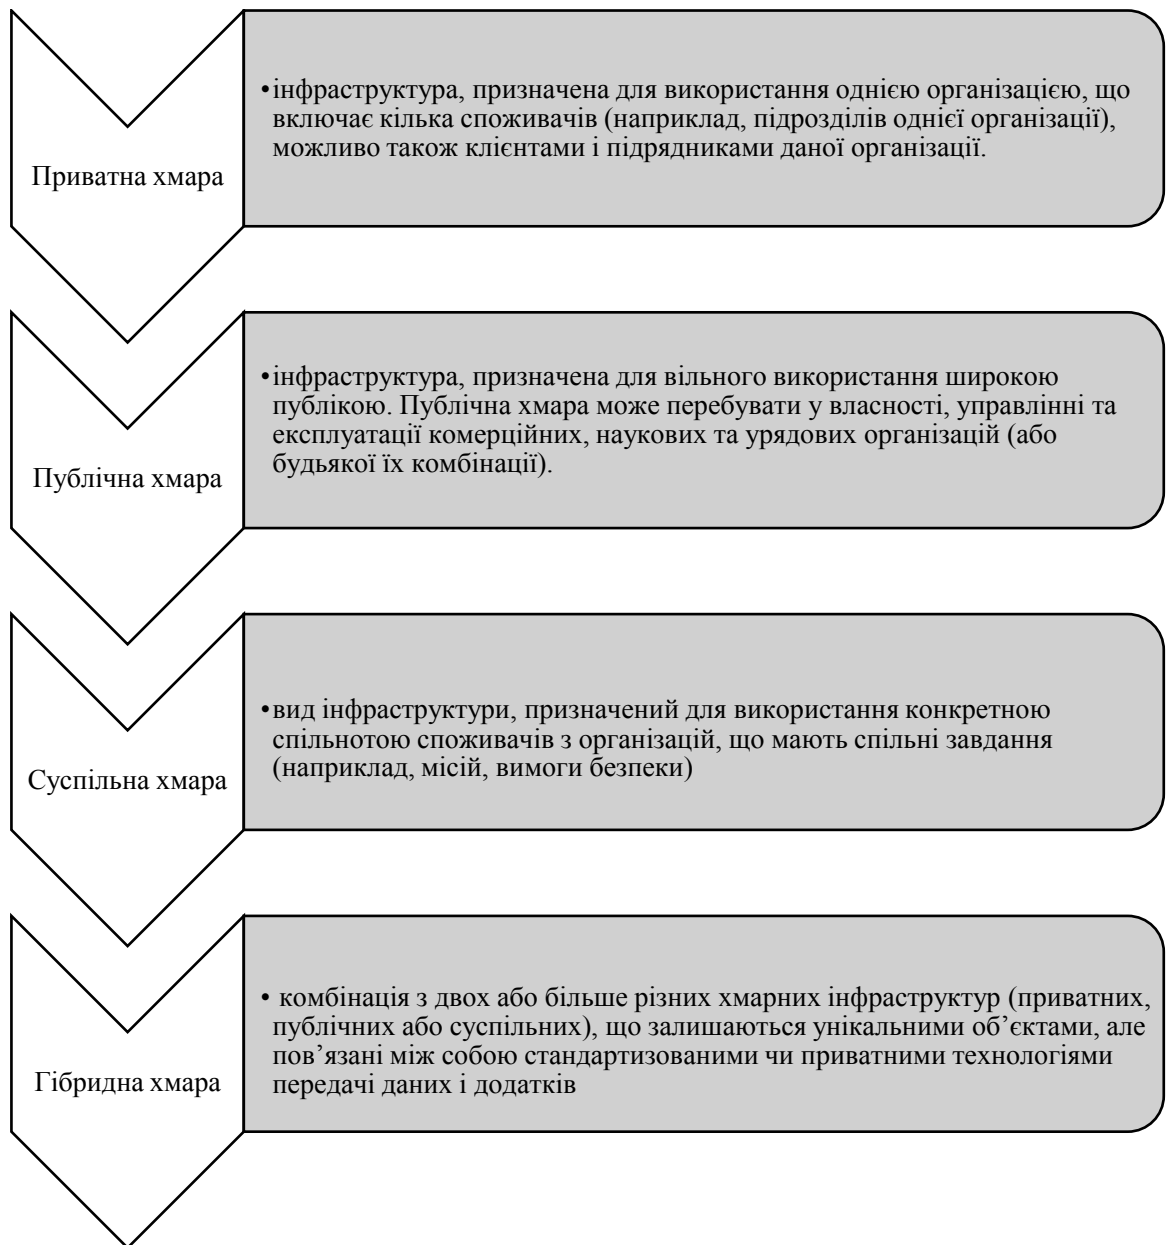 Приватна хмара
•інфраструктура, призначена для використання однією організацією, що
включає кілька споживачів (наприклад, підрозділів однієї організації),
можливо також клієнтами і підрядниками даної організації.
Публічна хмара
•інфраструктура, призначена для вільного використання широкою
публікою. Публічна хмара може перебувати у власності, управлінні та
експлуатації комерційних, наукових та урядових організацій (або
будьякої їх комбінації).
Суспільна хмара
•вид інфраструктури, призначений для використання конкретною
спільнотою споживачів з організацій, що мають спільні завдання
(наприклад, місій, вимоги безпеки)
Гібридна хмара
• комбінація з двох або більше різних хмарних інфраструктур (приватних,
публічних або суспільних), що залишаються унікальними об’єктами, але
пов’язані між собою стандартизованими чи приватними технологіями
передачі даних і додатків